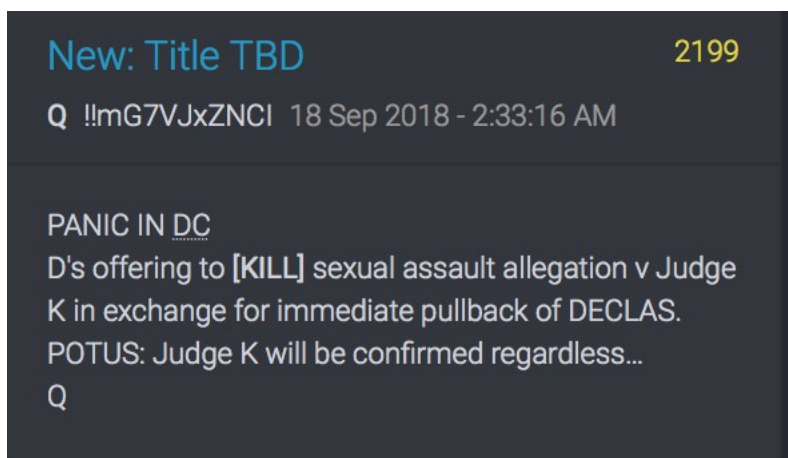 New: Title TBD 2199
Q !!mG7VJxZNCI 18 Sep 2018 - 2:33:16 AM
PANIC IN DC
D's offering to [KILL] sexual assault allegation v Judge
K in exchange for immediate pullback of DECLAS.
POTUS: Judge K will be confirmed regardless…
Q